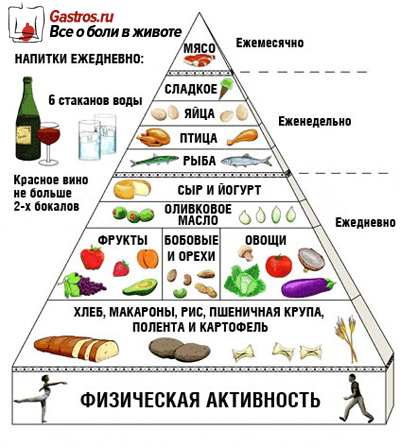 Gastros.ru
Все о боли в животе
НАПИТКИ ЕЖЕДНЕВНО:
6 стаканов воды
Красное вино
не больше
2-х бокалов
МЯСО
Ежемесячно
СЛАДКОЕ
ЯЙЦА
ПТИЦА
РЫБА
Еженедельно
СЫР И ЙОГУРТ
ОЛИВКОВОЕ
МАСЛО
ФРУКТЫ
БОБОВЫЕ
И ОРЕХИ
ОВОЩИ
Ежедневно
ХЛЕБ, МАКАРОНЫ, РИС, ПШЕНИЧНАЯ КРУПА,
ПОЛЕНТА И КАРТОФЕЛЬ
ФИЗИЧЕСКАЯ АКТИВНОСТЬ